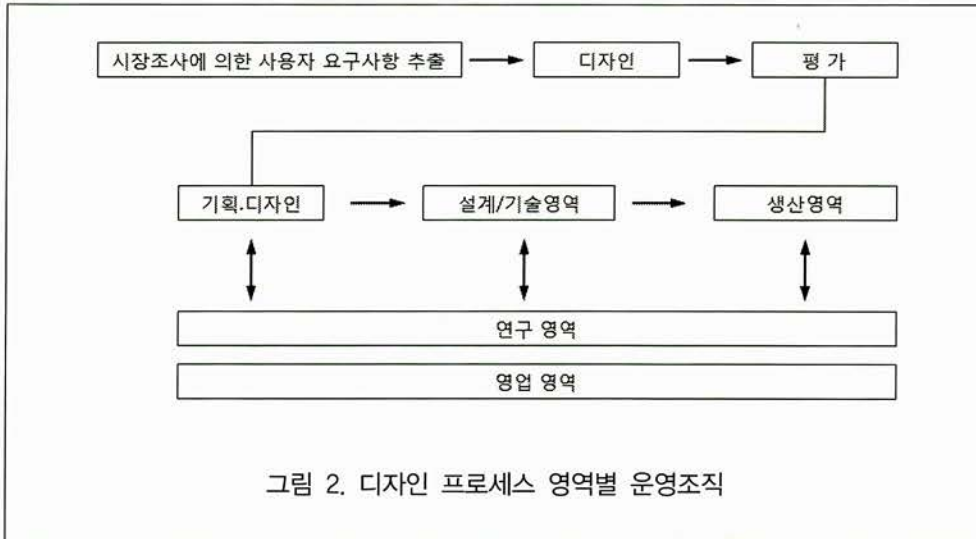 시장조사에 의한 사용자 요구사항 추출
디자인
평 가
기획.디자인
설계/기술영역
생산영역
연구 영역
영업 영역
그림 2. 디자인 프로세스 영역별 운영조직